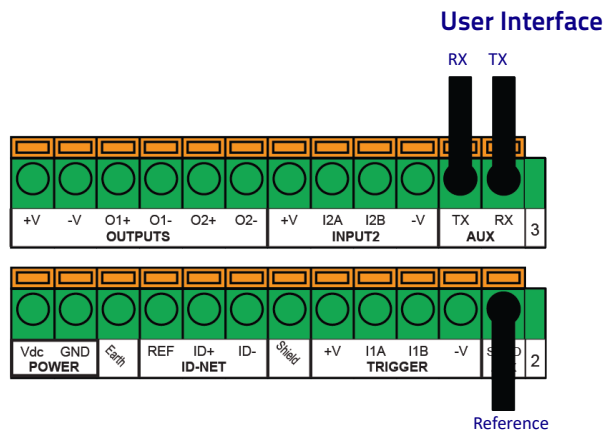 User Interface
RX TX
+V -V O1+ O1- O2+ O2- +V I2A I2B -V TX RX
OUTPUTS INPUT2 AUX
3
Vdc GND Earth REF ID+ ID- Shield +V I1A I1B -V
POWER ID-NET TRIGGER
2
Reference